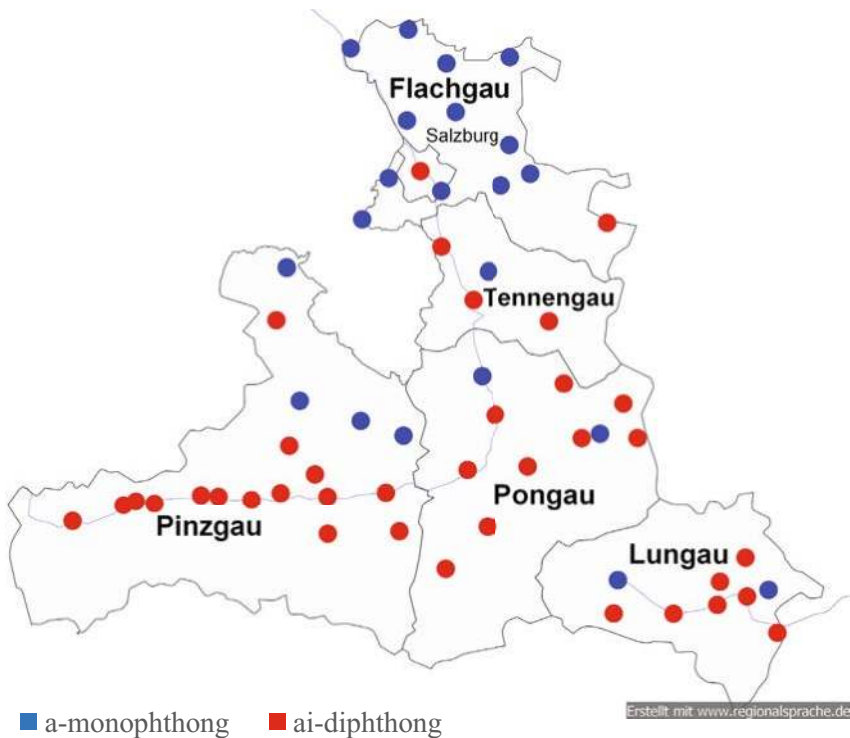 Flachgau
Salzburg
Tennengau
Pongau
Pinzgau
Lungau
a-monophthong
ai-diphthong
Erstellt mit www.regionalsprache.de